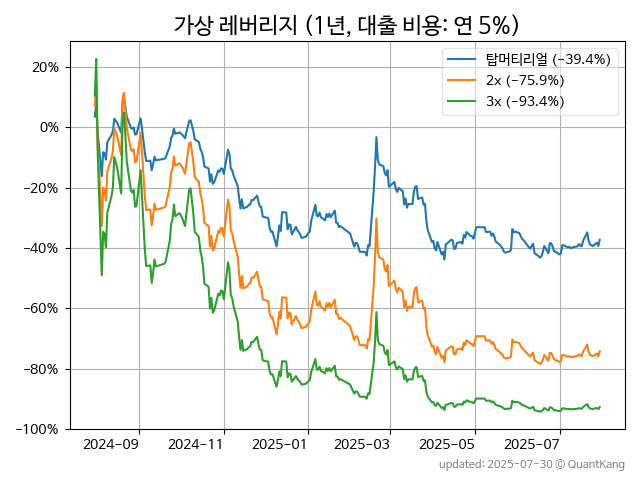 가상 레버리지 (1년, 대출 비용: 연 5%)
탑머티리얼 (−39.4%)
2x (−75.9%)
3x (−93.4%)
20%
0%
−20%
−40%
−60%
−80%
−100%
2024-09 2024-11 2025-01 2025-03 2025-05 2025-07
updated: 2025-07-30 © QuantKang